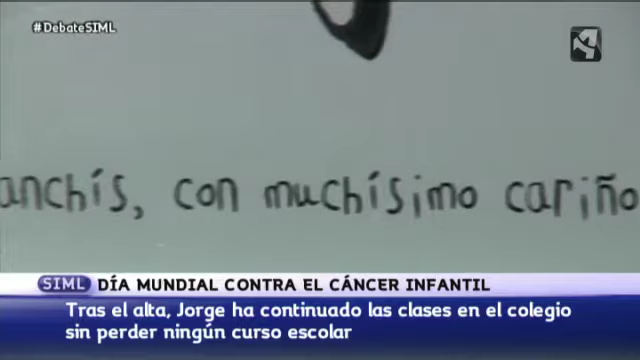 #DebateSIML
anchís, con muchísimo cariño
SIML DÍA MUNDIAL CONTRA EL CÁNCER INFANTIL
Tras el alta, Jorge ha continuado las clases en el colegio
sin perder ningún curso escolar